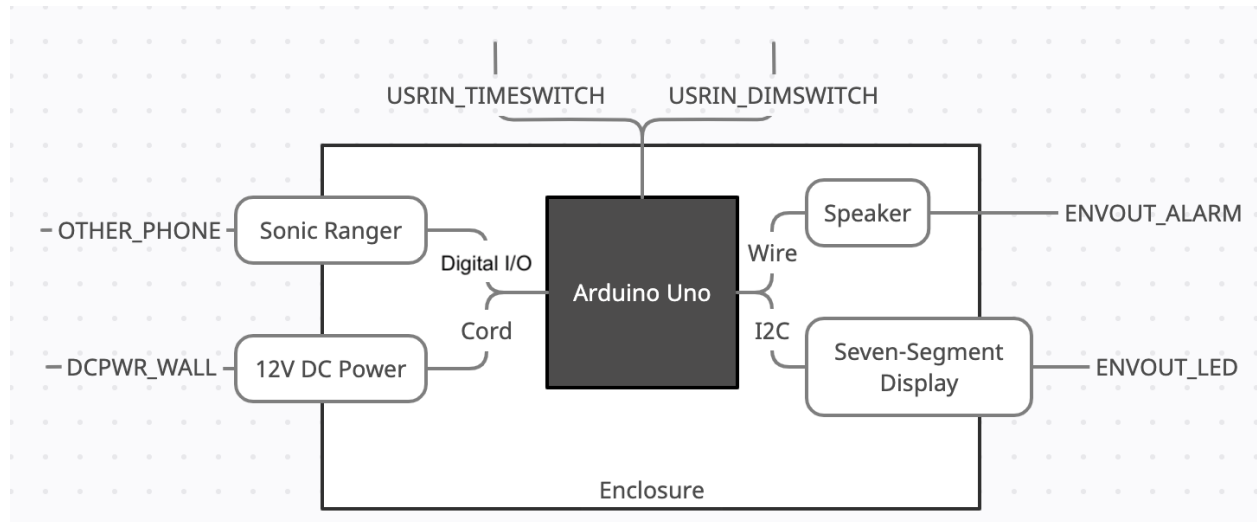 USRIN_TIMESWITCH
USRIN_DIMSWITCH
OTHER_PHONE
Sonic Ranger
Digital I/O
DCPWR_WALL
12V DC Power
Cord
Arduino Uno
Wire
Speaker
ENVOUT_ALARM
I2C
Seven-Segment
Display
ENVOUT_LED
Enclosure